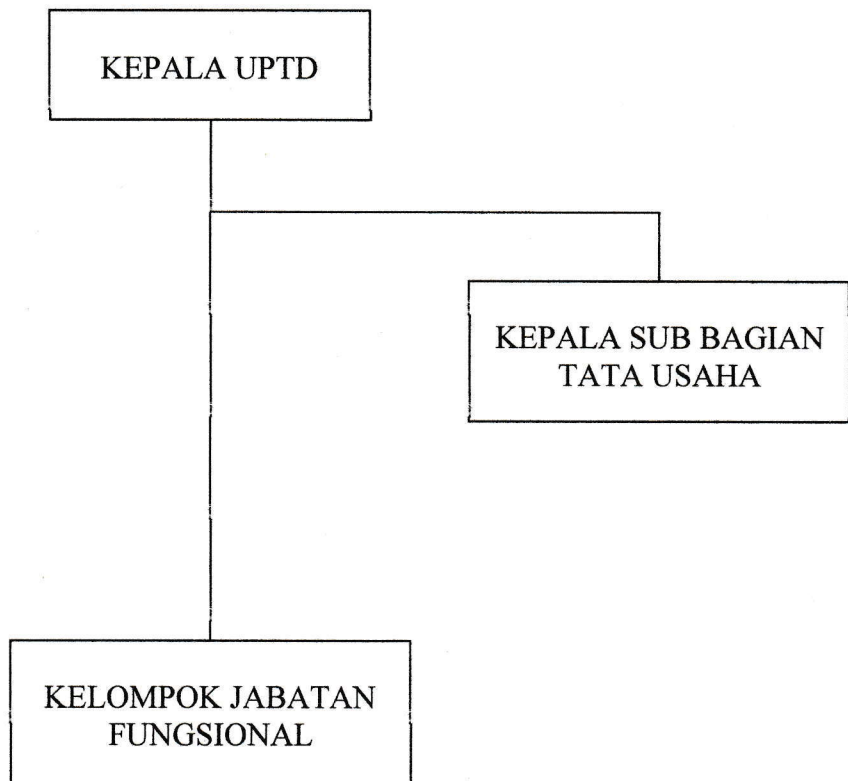 KEPALA UPTD
KEPALA SUB BAGIAN
TATA USAHA
KELOMPOK JABATAN
FUNGSIONAL